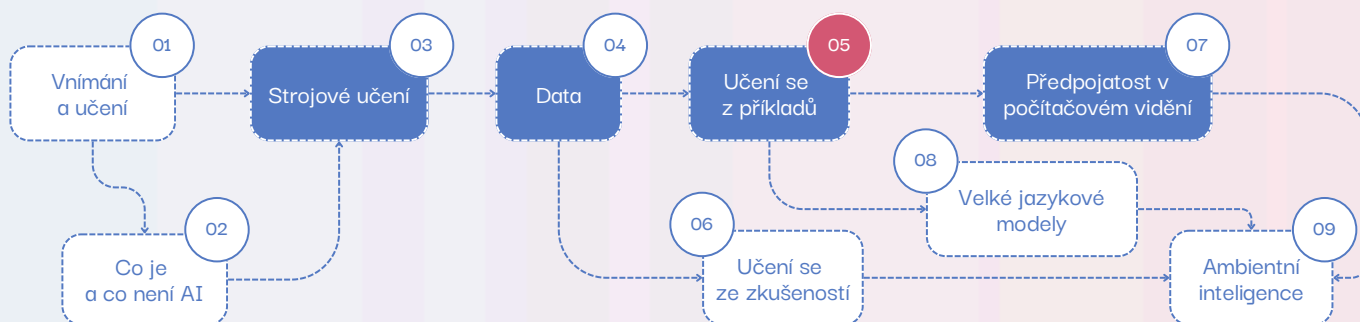 01
Vnímání
a učení
02
Co je
a co není AI
03
Strojové učení
04
Data
05
Učení se
z příkladů
06
Učení se
ze zkušeností
07
Předpojatost v
počítačovém vidění
08
Velké jazykové
modely
09
Ambientní
inteligence